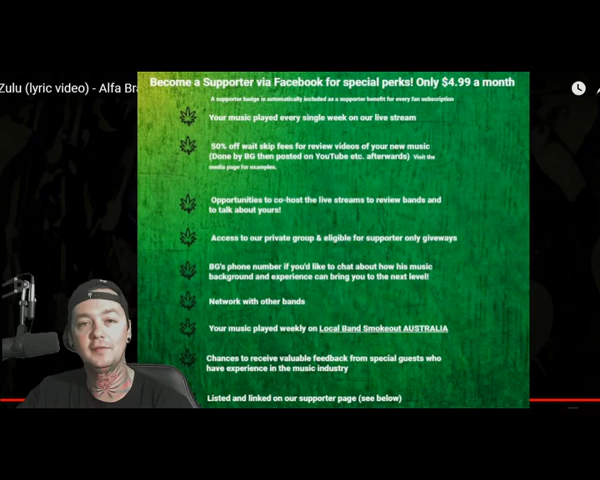 Zulu (lyric video) - Alfa Bra
Become a Supporter via Facebook for special perks! Only $4.99 a month
A supporter badge is automatically included as a supporter benefit for every fan subscription
Your music played every single week on our live stream
50% off wait skip fees for review videos of your new music
(Done by BG then posted on YouTube etc. afterwards) Visit the
media page for examples.
Opportunities to co-host the live streams to review bands and
to talk about yours!
Access to our private group & eligible for supporter only giveways
BG's phone number if you'd like to chat about how his music
background and experience can bring you to the next level!
Network with other bands
Your music played weekly on Local Band Smokeout AUSTRALIA
Chances to receive valuable feedback from special guests who
have experience in the music industry
Listed and linked on our supporter page (see below)